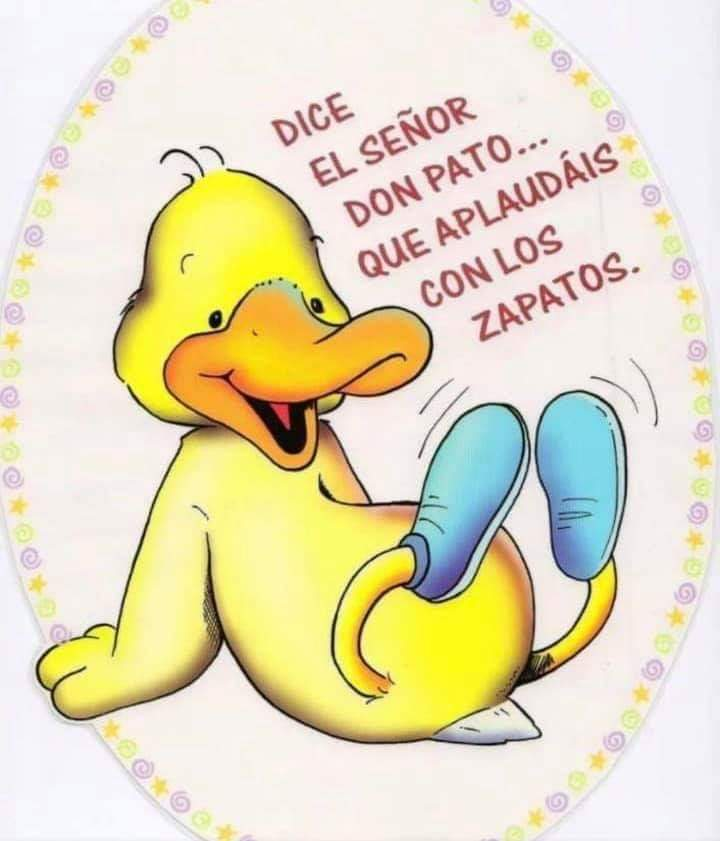 DICE
EL SEÑOR
DON PATO...
QUE APLAUDÁIS
CON LOS
ZAPATOS.